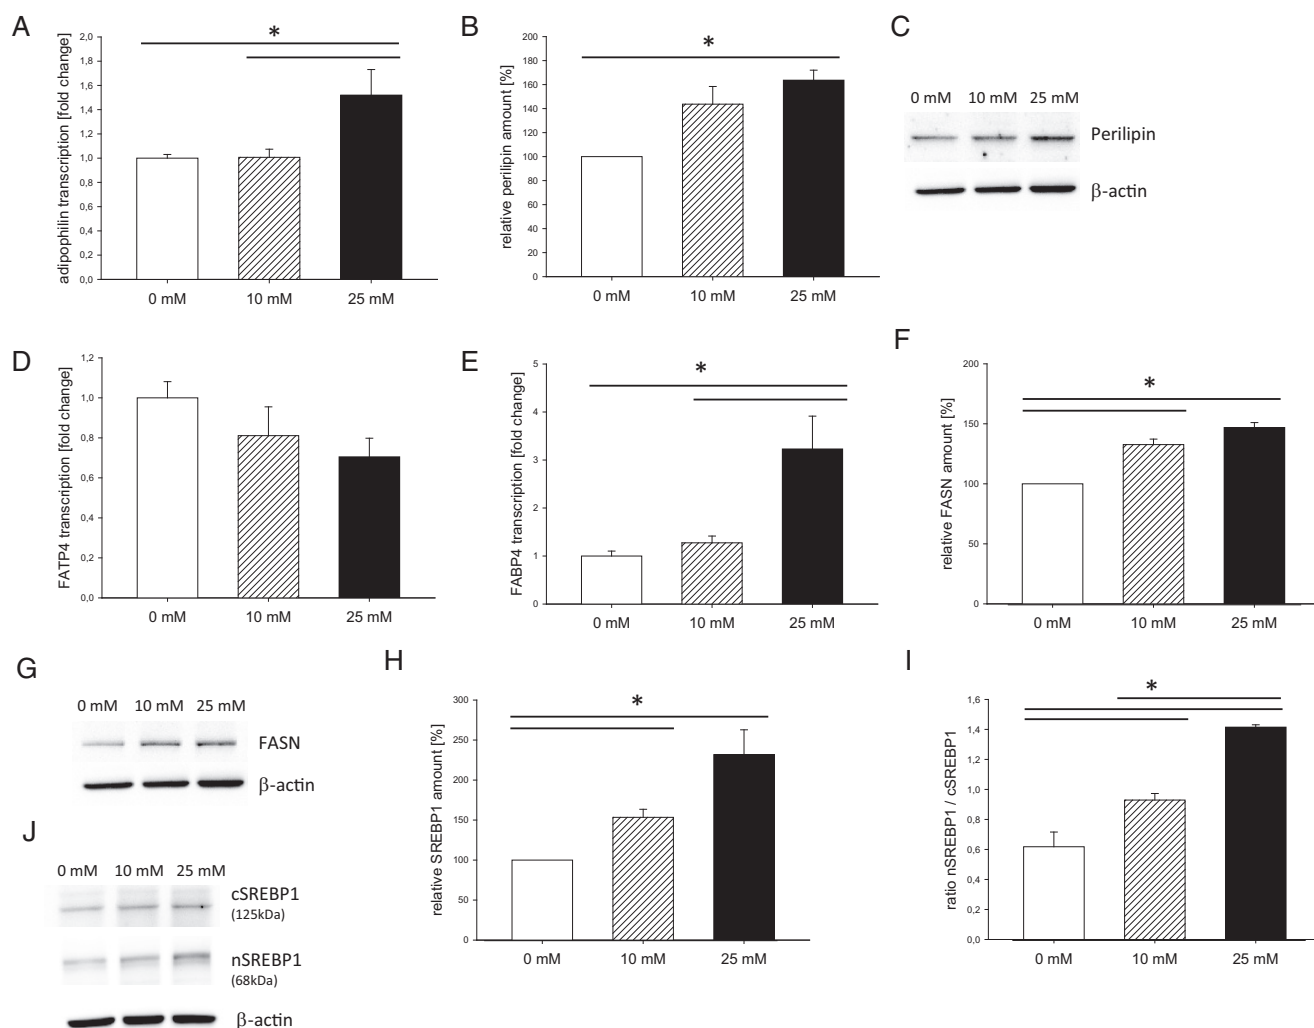 A
adipophilin transcription [fold change]
2,0
1,8
1,6
1,4
1,2
1,0
0,8
0,6
0,4
0,2
0,0
*
0 mM 10 mM 25 mM
B
relative perilipin amount [%]
200
180
160
140
120
100
80
60
40
20
0
*
0 mM 10 mM 25 mM
C
0 mM 10 mM 25 mM
Perilipin
β-actin
D
FATP4 transcription [fold change]
1,2
1,0
0,8
0,6
0,4
0,2
0,0
0 mM 10 mM 25 mM
E
FABP4 transcription [fold change]
5
4
3
2
1
0
*
0 mM 10 mM 25 mM
F
relative FASN amount [%]
200
150
100
50
0
*
0 mM 10 mM 25 mM
G
0 mM 10 mM 25 mM
FASN
β-actin
H
relative SREBP1 amount [%]
300
250
200
150
100
50
0
*
0 mM 10 mM 25 mM
I
ratio nSREBP1 / cSREBP1
1,6
1,4
1,2
1,0
0,8
0,6
0,4
0,2
0,0
*
0 mM 10 mM 25 mM
J
0 mM 10 mM 25 mM
cSREBP1
(125kDa)
nSREBP1
(68kDa)
β-actin